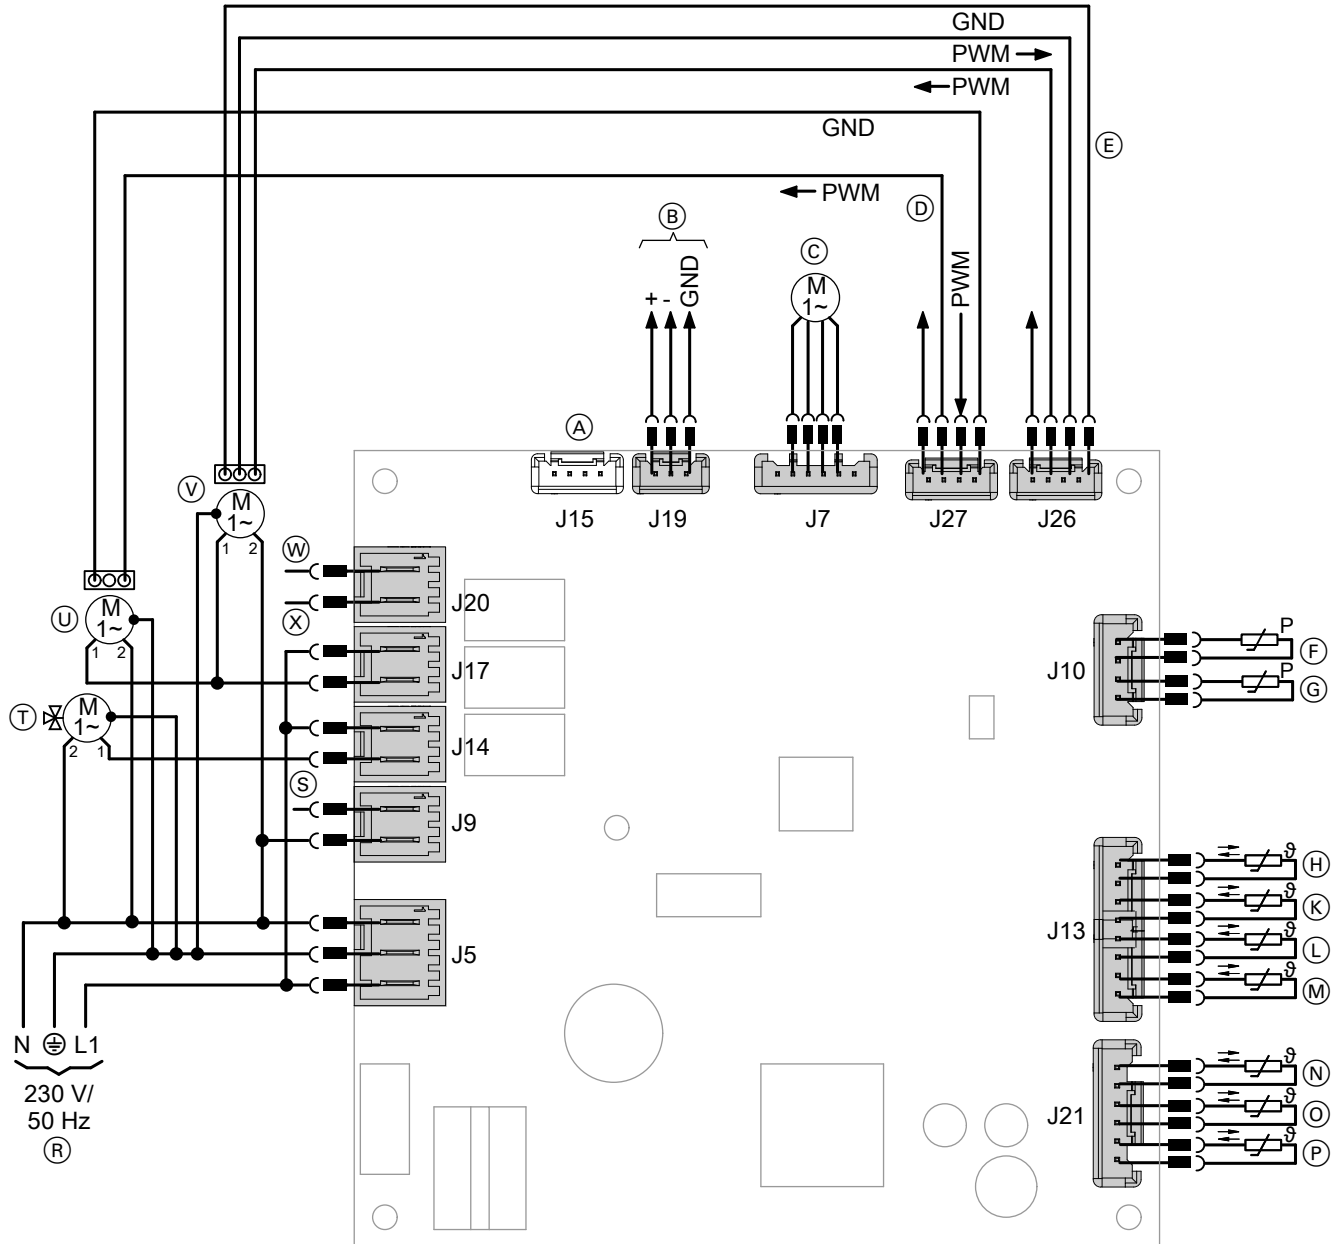 GND
PWM
PWM
GND
PWM
E
D
B
C
+ - GND
M
1~
PWM
A
J15
J19
J7
J27
J26
V
M
1~
1 2
W
J20
X
U
M
1~
1 2
J17
T
M
1~
2 1
J14
S
J9
J5
J10
P
F
P
G
J13
ϑ
H
ϑ
K
ϑ
L
ϑ
M
J21
ϑ
N
ϑ
O
ϑ
P
N L1
230 V/
50 Hz
R